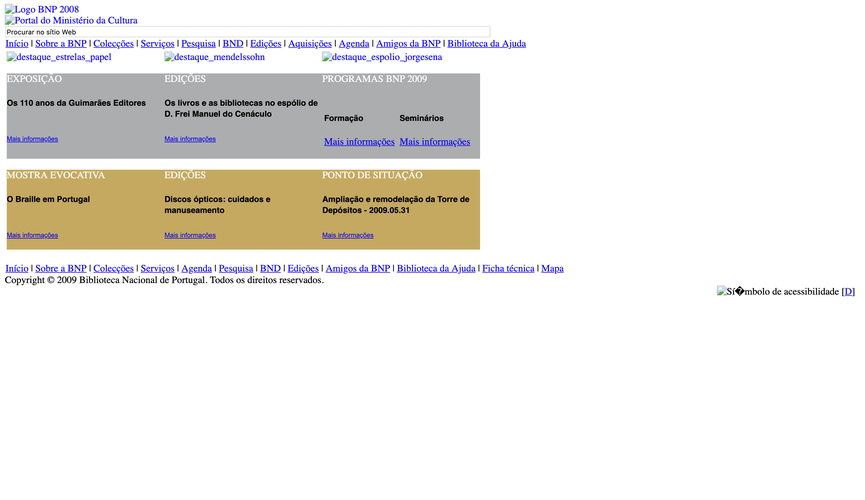 Logo BNP 2008
Portal do Ministério da Cultura
Procurar no sítio Web
Início | Sobre a BNP | Colecções | Serviços | Pesquisa | BND | Edições | Aquisições | Agenda | Amigos da BNP | Biblioteca da Ajuda
destaque_estrelas_papel destaque_mendelssohn destaque_espolio_jorgesena
EXPOSIÇÃO EDIÇÕES PROGRAMAS BNP 2009
Os 110 anos da Guimarães Editores
Os livros e as bibliotecas no espólio de
D. Frei Manuel do Cenáculo
Formação Seminários
Mais informações Mais informações
Mais informações Mais informações
MOSTRA EVOCATIVA EDIÇÕES PONTO DE SITUAÇÃO
O Braille em Portugal
Discos ópticos: cuidados e
manuseamento
Ampliação e remodelação da Torre de
Depósitos - 2009.05.31
Mais informações Mais informações Mais informações
Início | Sobre a BNP | Colecções | Serviços | Agenda | Pesquisa | BND | Edições | Amigos da BNP | Biblioteca da Ajuda | Ficha técnica | Mapa
Copyright © 2009 Biblioteca Nacional de Portugal. Todos os direitos reservados.
Sí�mbolo de acessibilidade [D]